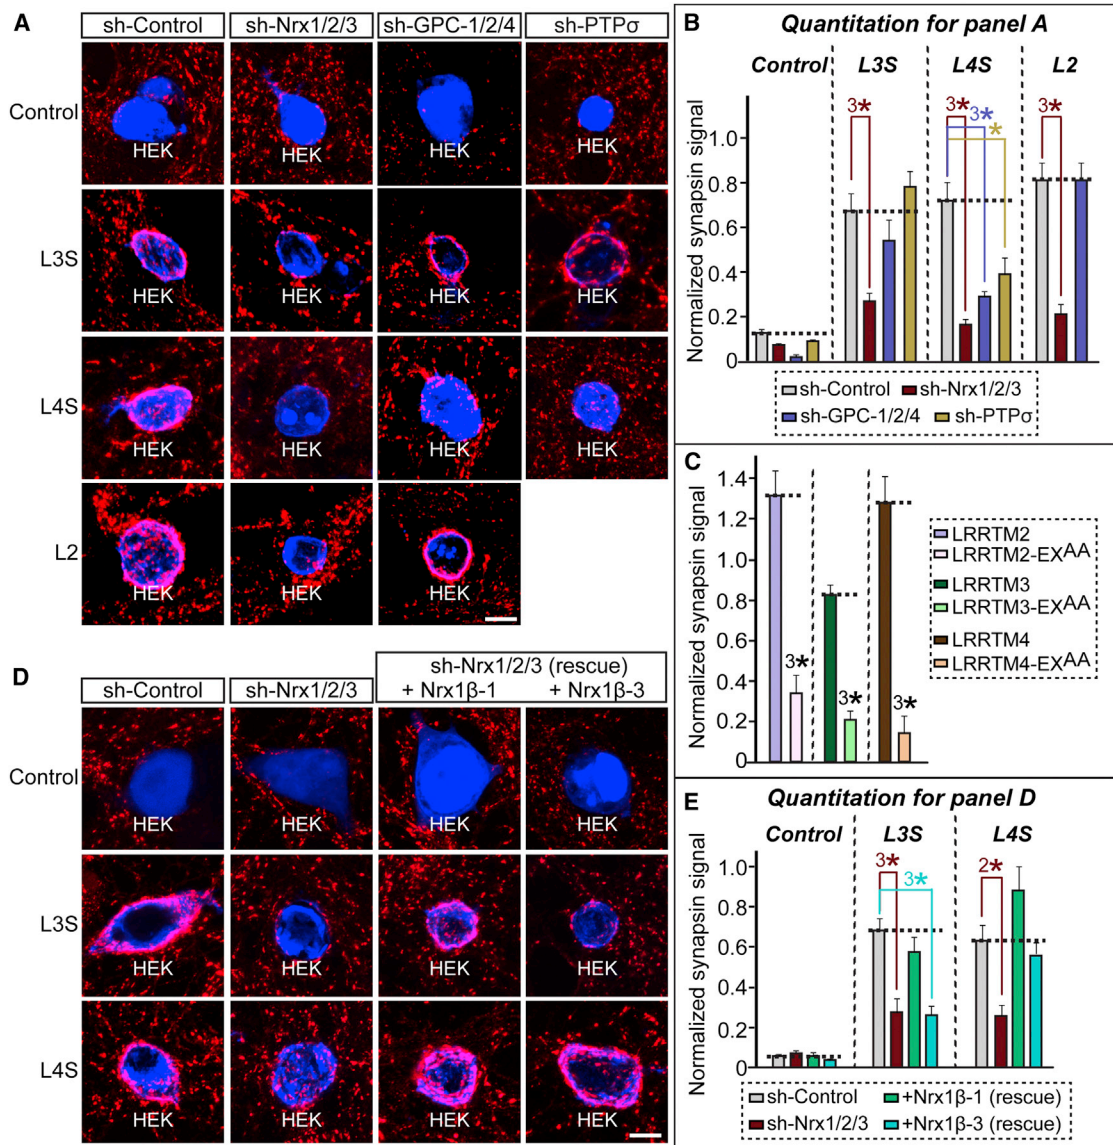 A
sh-Control sh-Nrx1/2/3 sh-GPC-1/2/4 sh-PTPσ
Control
HEK HEK HEK HEK
L3S
HEK HEK HEK HEK
L4S
HEK HEK HEK HEK
L2
HEK HEK HEK
B
Quantitation for panel A
Control L3S L4S L2
3* 3* 3* * 3*
Normalized synapsin signal
1.0
0.8
0.6
0.4
0.2
0
sh-Control sh-Nrx1/2/3
sh-GPC-1/2/4 sh-PTPσ
C
Normalized synapsin signal
1.4
1.2
1.0
0.8
0.6
0.4
0.2
0
3* 3* 3*
LRRTM2
LRRTM2-EXAA
LRRTM3
LRRTM3-EXAA
LRRTM4
LRRTM4-EXAA
D
sh-Control sh-Nrx1/2/3 sh-Nrx1/2/3 (rescue)
+ Nrx1β-1 + Nrx1β-3
Control
HEK HEK HEK HEK
L3S
HEK HEK HEK HEK
L4S
HEK HEK HEK HEK
E
Quantitation for panel D
Control L3S L4S
3* 3* 2*
Normalized synapsin signal
1.0
0.8
0.6
0.4
0.2
0
sh-Control +Nrx1β-1 (rescue)
sh-Nrx1/2/3 +Nrx1β-3 (rescue)